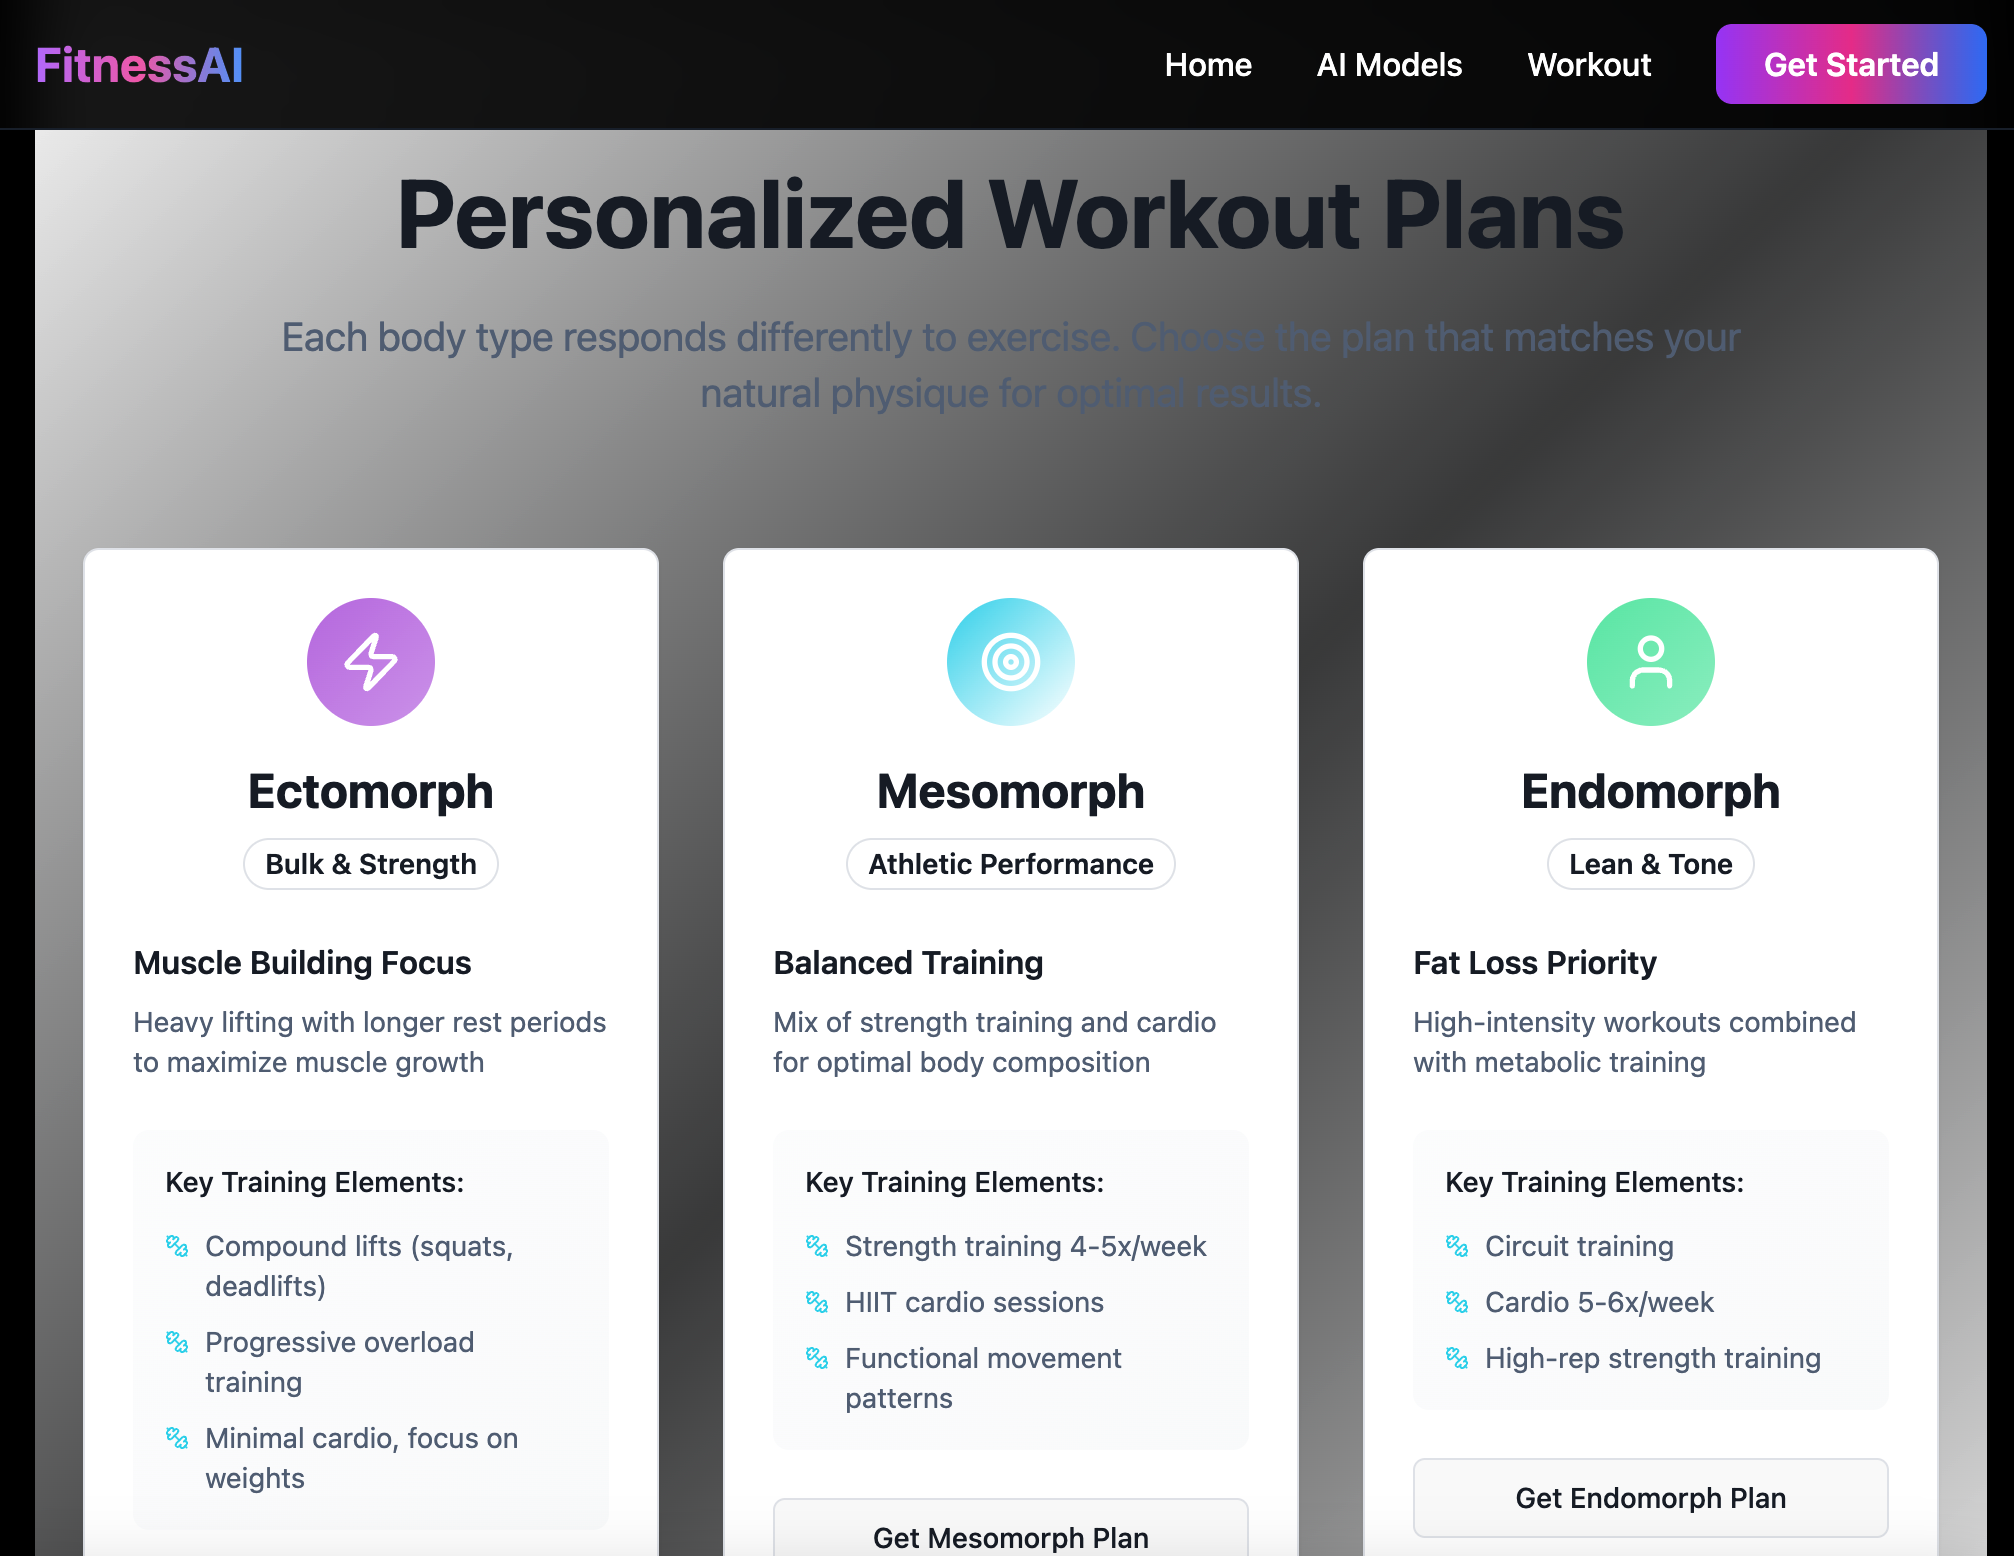 FitnessAI
Home
AI Models
Workout
Get Started
Personalized Workout Plans
Each body type responds differently to exercise. Choose the plan that matches your
natural physique for optimal results.
Ectomorph
Bulk & Strength
Muscle Building Focus
Heavy lifting with longer rest periods
to maximize muscle growth
Key Training Elements:
Compound lifts (squats,
deadlifts)
Progressive overload
training
Minimal cardio, focus on
weights
Mesomorph
Athletic Performance
Balanced Training
Mix of strength training and cardio
for optimal body composition
Key Training Elements:
Strength training 4-5x/week
HIIT cardio sessions
Functional movement
patterns
Get Mesomorph Plan
Endomorph
Lean & Tone
Fat Loss Priority
High-intensity workouts combined
with metabolic training
Key Training Elements:
Circuit training
Cardio 5-6x/week
High-rep strength training
Get Endomorph Plan